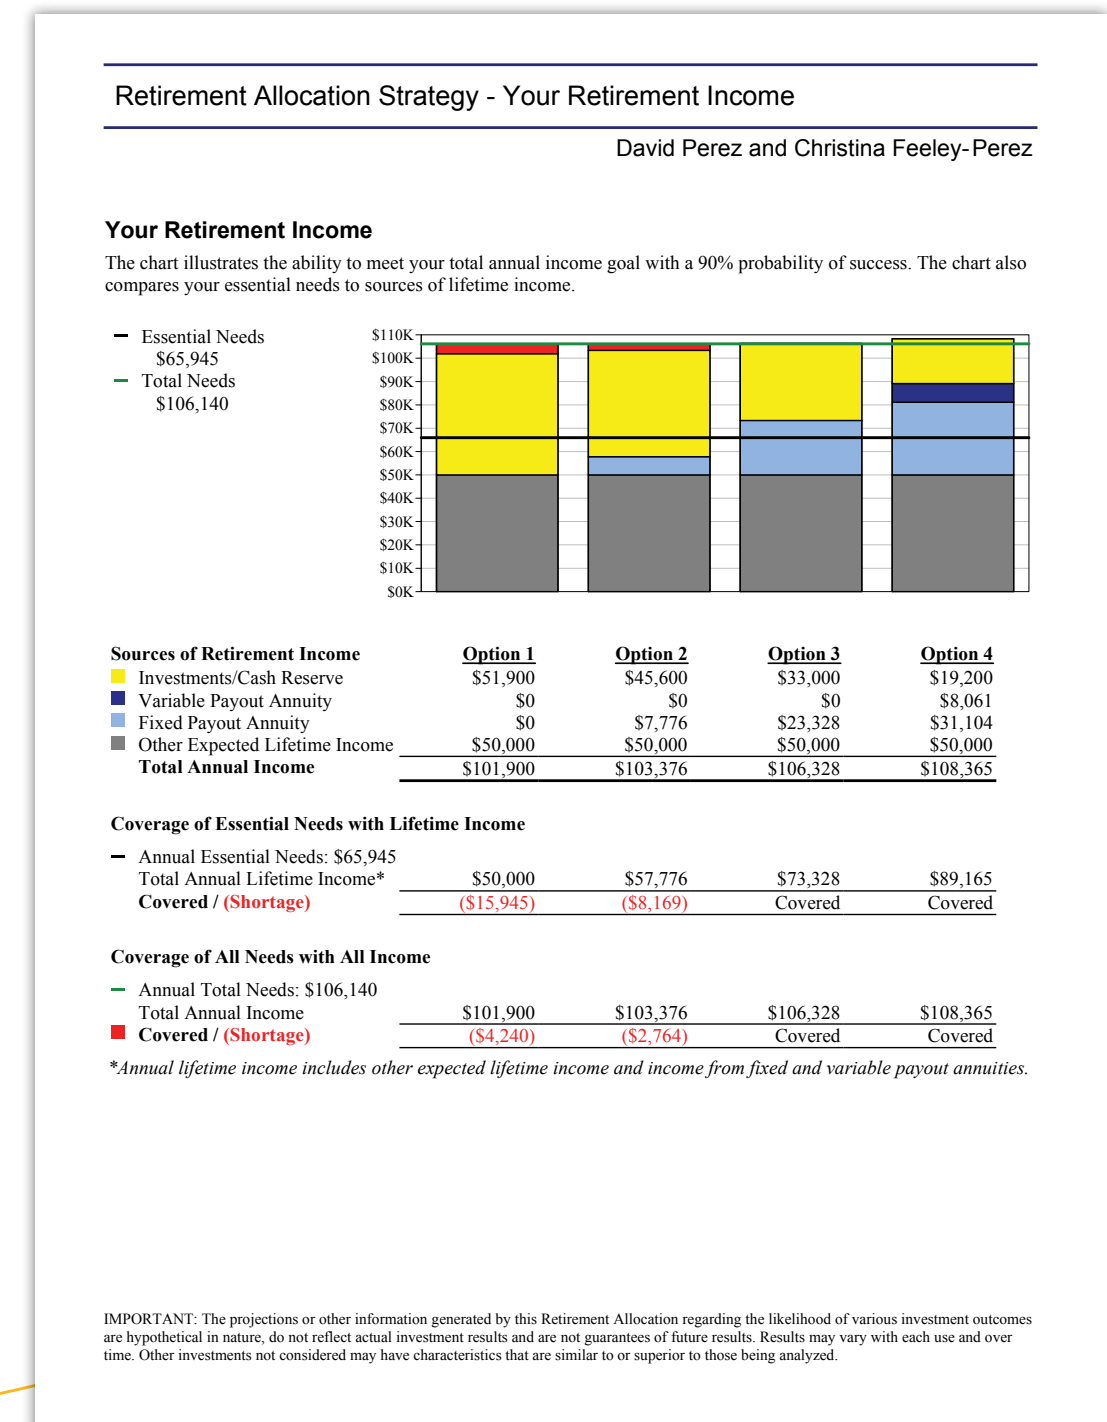 Retirement Allocation Strategy - Your Retirement Income
David Perez and Christina Feeley-Perez
Your Retirement Income
The chart illustrates the ability to meet your total annual income goal with a 90% probability of success. The chart also
compares your essential needs to sources of lifetime income.
Essential Needs
$65,945
Total Needs
$106,140
$110K
$100K
$90K
$80K
$70K
$60K
$50K
$40K
$30K
$20K
$10K
$0K
Sources of Retirement Income Option 1 Option 2 Option 3 Option 4
Investments/Cash Reserve $51,900 $45,600 $33,000 $19,200
Variable Payout Annuity $0 $0 $0 $8,061
Fixed Payout Annuity $0 $7,776 $23,328 $31,104
Other Expected Lifetime Income $50,000 $50,000 $50,000 $50,000
Total Annual Income $101,900 $103,376 $106,328 $108,365
Coverage of Essential Needs with Lifetime Income
Annual Essential Needs: $65,945
Total Annual Lifetime Income* $50,000 $57,776 $73,328 $89,165
Covered / (Shortage) ($15,945) ($8,169) Covered Covered
Coverage of All Needs with All Income
Annual Total Needs: $106,140
Total Annual Income $101,900 $103,376 $106,328 $108,365
Covered / (Shortage) ($4,240) ($2,764) Covered Covered
*Annual lifetime income includes other expected lifetime income and income from fixed and variable payout annuities.
IMPORTANT: The projections or other information generated by this Retirement Allocation regarding the likelihood of various investment outcomes
are hypothetical in nature, do not reflect actual investment results and are not guarantees of future results. Results may vary with each use and over
time. Other investments not considered may have characteristics that are similar to or superior to those being analyzed.